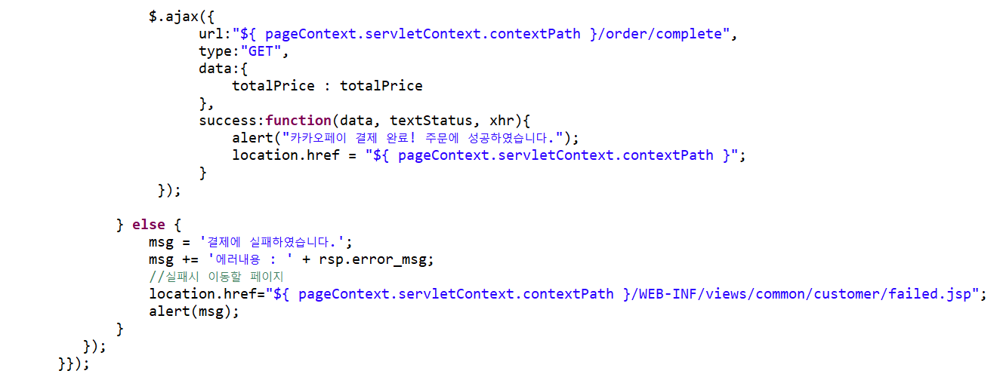 $.ajax({
url:"${ pageContext.servletContext.contextPath }/order/complete",
type:"GET",
data:{
totalPrice : totalPrice
},
success:function(data, textStatus, xhr){
alert("카카오페이 결제 완료! 주문에 성공하였습니다.");
location.href = "${ pageContext.servletContext.contextPath }";
}
});
} else {
msg = '결제에 실패하였습니다.';
msg += '에러내용 : ' + rsp.error_msg;
//실패시 이동할 페이지
location.href="${ pageContext.servletContext.contextPath }/WEB-INF/views/common/customer/failed.jsp";
alert(msg);
}
});
}});